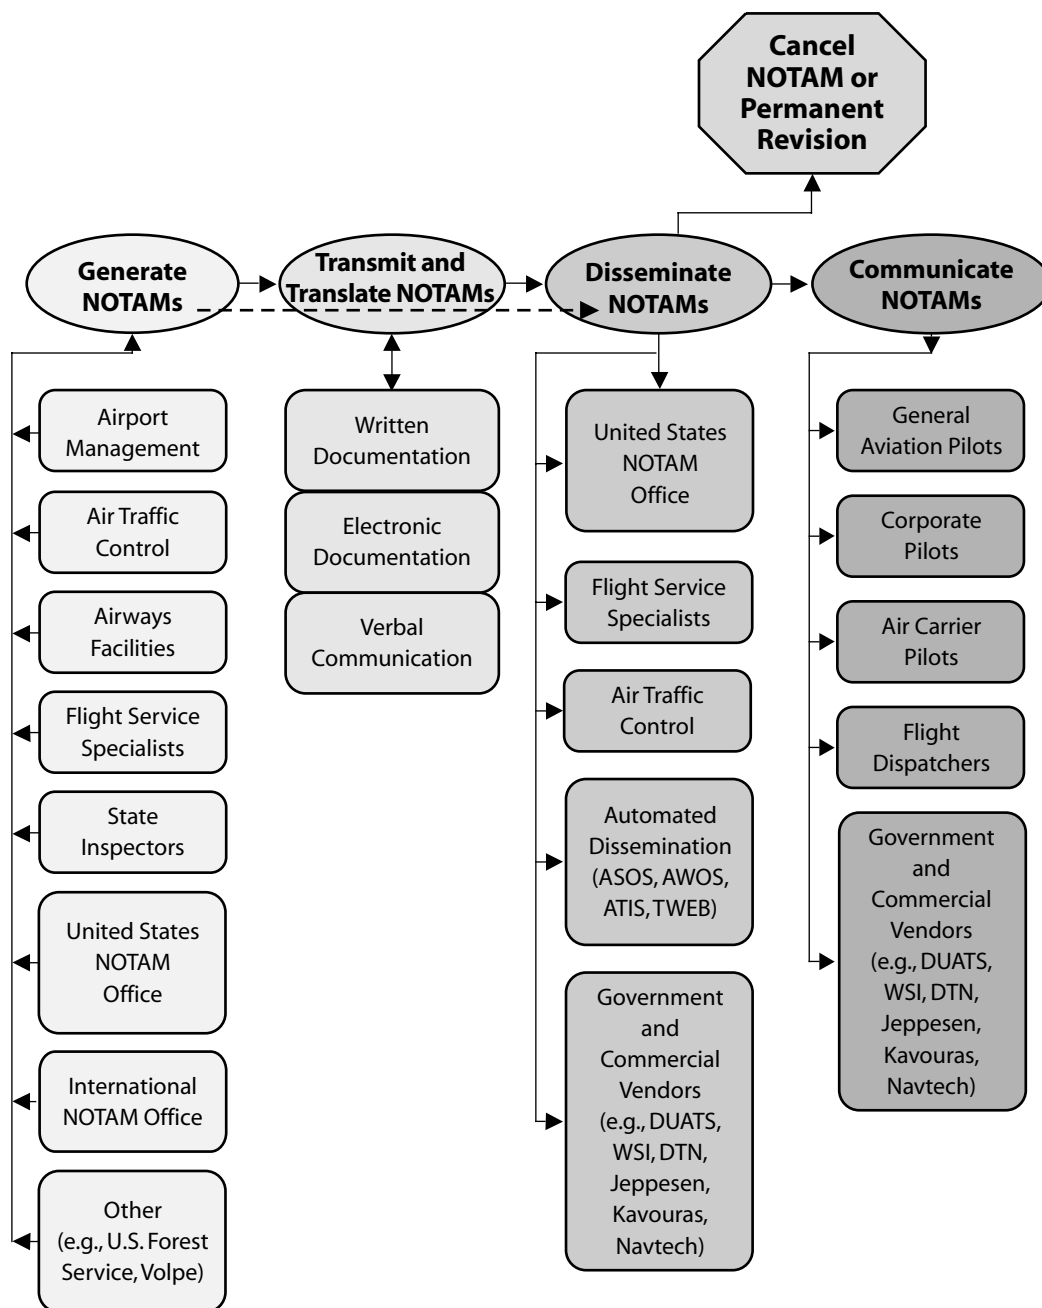 Cancel
NOTAM or
Permanent
Revision
Generate
NOTAMs
Transmit and
Translate NOTAMs
Disseminate
NOTAMs
Communicate
NOTAMs
Airport
Management
Air Traffic
Control
Airways
Facilities
Flight Service
Specialists
State
Inspectors
United States
NOTAM
Office
International
NOTAM Office
Other
(e.g., U.S. Forest
Service, Volpe)
Written
Documentation
Electronic
Documentation
Verbal
Communication
United States
NOTAM
Office
Flight Service
Specialists
Air Traffic
Control
Automated
Dissemination
(ASOS, AWOS,
ATIS, TWEB)
Government
and
Commercial
Vendors
(e.g., DUATS,
WSI, DTN,
Jeppesen,
Kavouras,
Navtech)
General
Aviation Pilots
Corporate
Pilots
Air Carrier
Pilots
Flight
Dispatchers
Government
and
Commercial
Vendors
(e.g., DUATS,
WSI, DTN,
Jeppesen,
Kavouras,
Navtech)